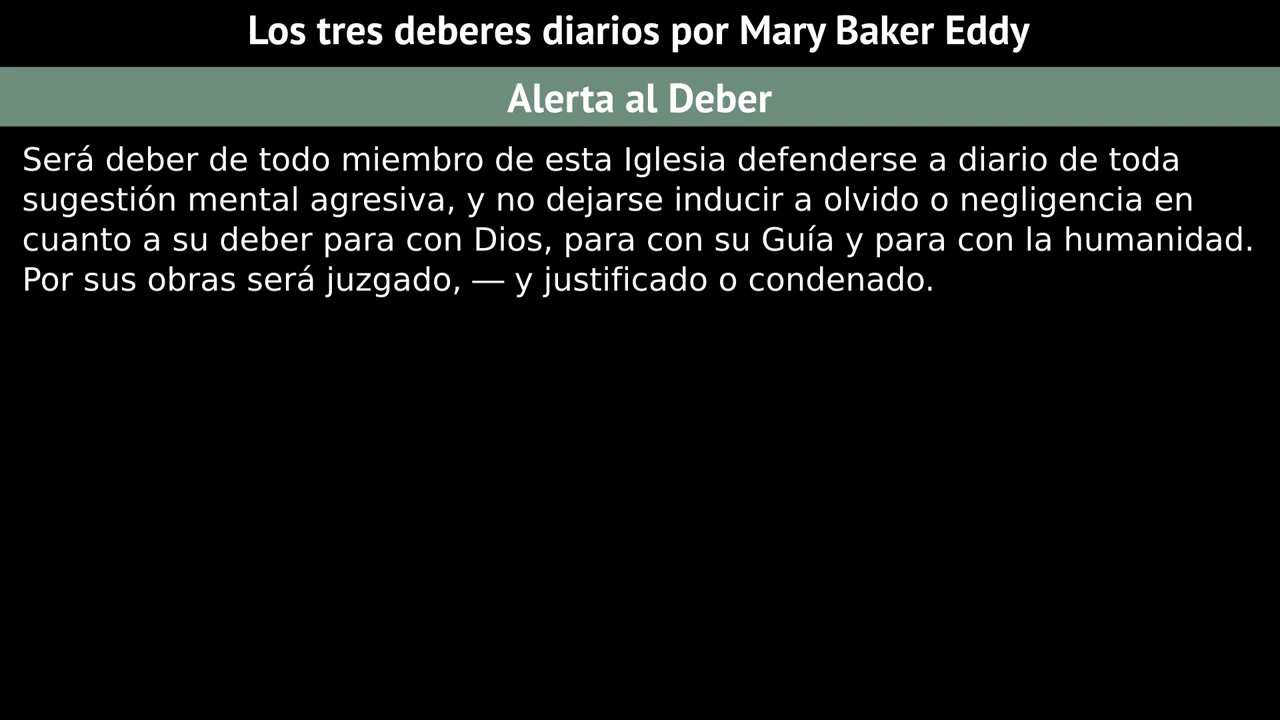 Los tres deberes diarios por Mary Baker Eddy
Alerta al Deber
Será deber de todo miembro de esta Iglesia defenderse a diario de toda
sugestión mental agresiva, y no dejarse inducir a olvido o negligencia en
cuanto a su deber para con Dios, para con su Guía y para con la humanidad.
Por sus obras será juzgado, — y justificado o condenado.